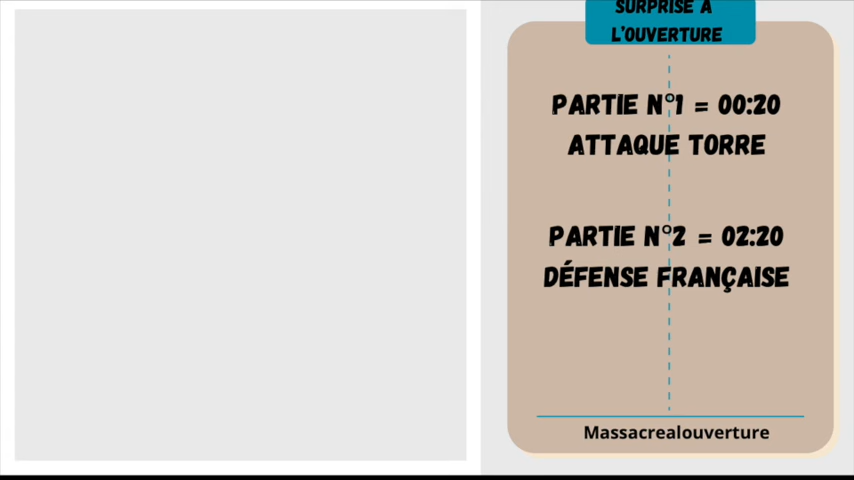 SURPRISE À
L'OUVERTURE
PARTIE N°1 = 00:20
ATTAQUE TORRE
PARTIE N°2 = 02:20
DÉFENSE FRANÇAISE
Massacrealouverture